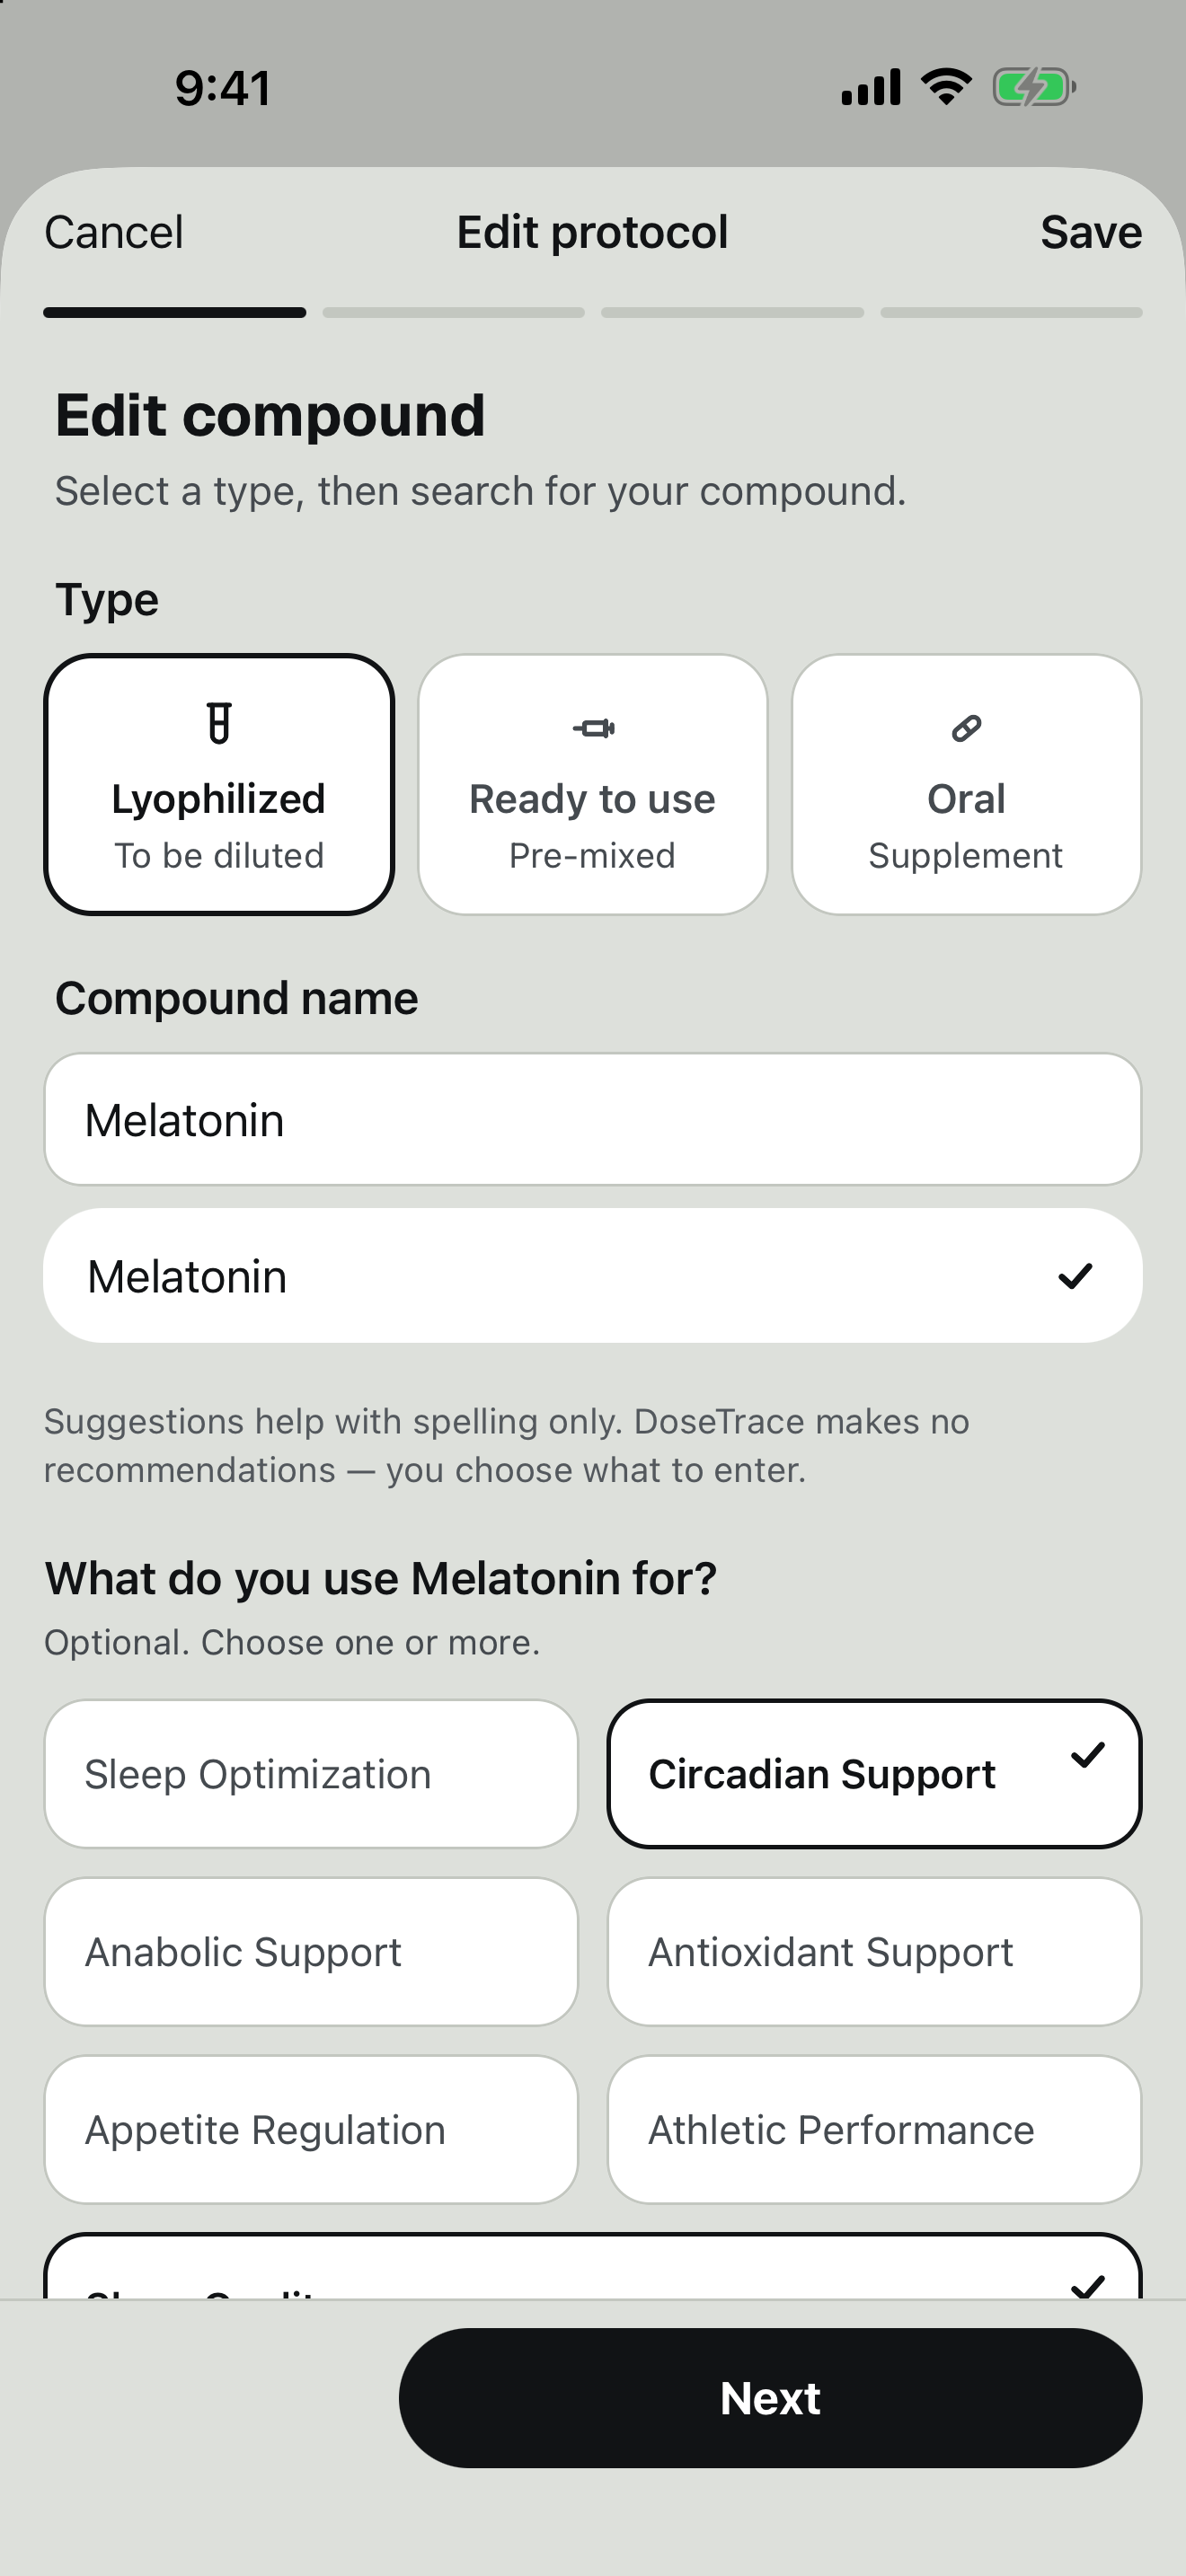 9:41
Cancel
Edit protocol
Save
Edit compound
Select a type, then search for your compound.
Type
Lyophilized
To be diluted
Ready to use
Pre-mixed
Oral
Supplement
Compound name
Melatonin
Melatonin
Suggestions help with spelling only. DoseTrace makes no
recommendations — you choose what to enter.
What do you use Melatonin for?
Optional. Choose one or more.
Sleep Optimization
Circadian Support
Anabolic Support
Antioxidant Support
Appetite Regulation
Athletic Performance
Next